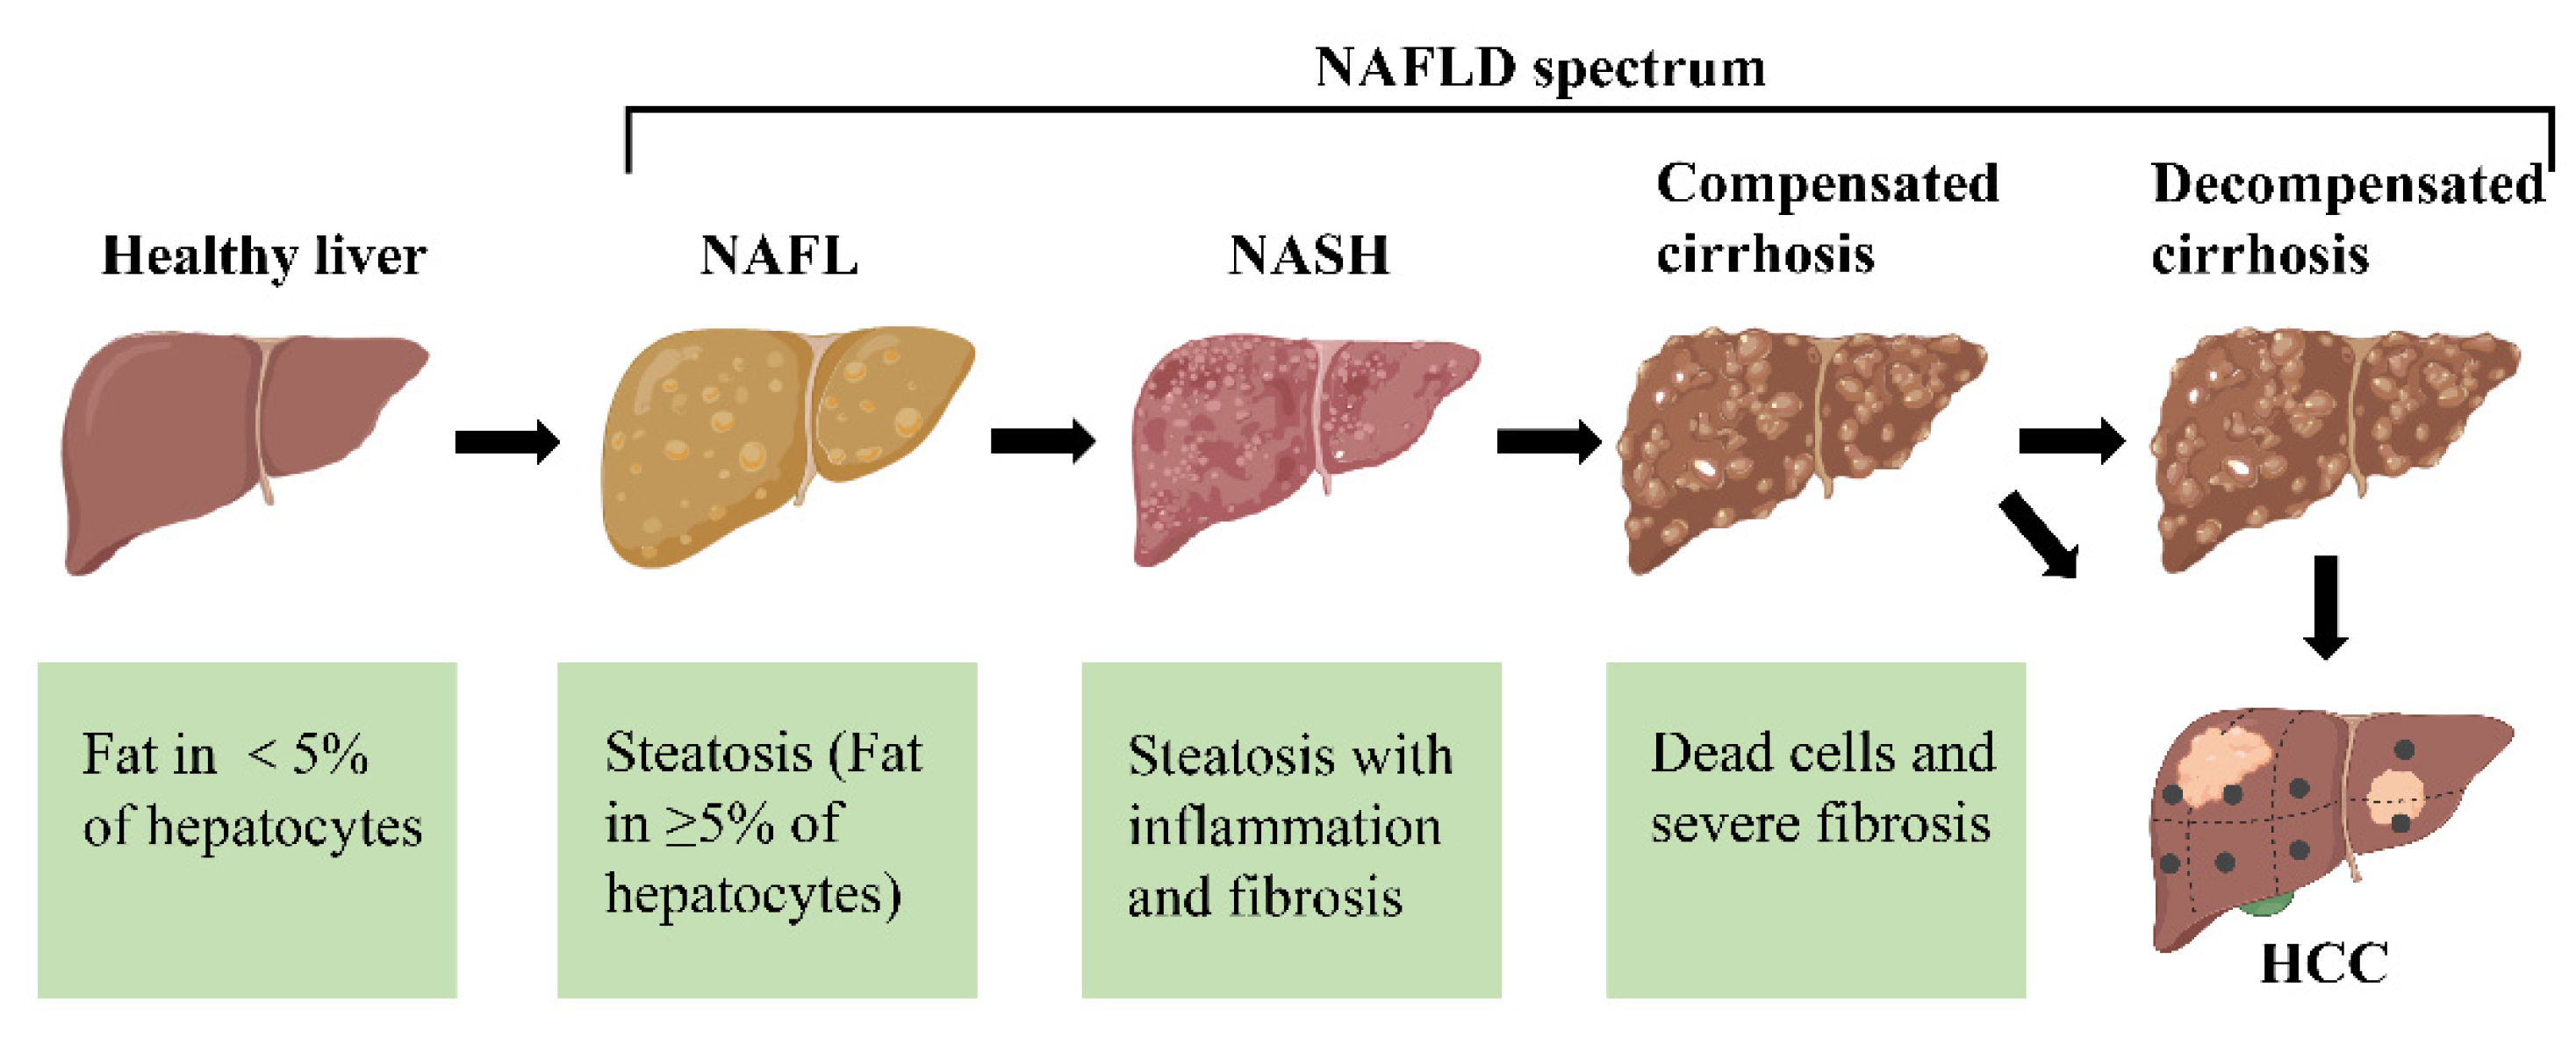 NAFLD spectrum
Healthy liver
NAFL
NASH
Compensated
cirrhosis
Decompensated
cirrhosis
Fat in < 5%
of hepatocytes
Steatosis (Fat
in ≥5% of
hepatocytes)
Steatosis with
inflammation
and fibrosis
Dead cells and
severe fibrosis
HCC